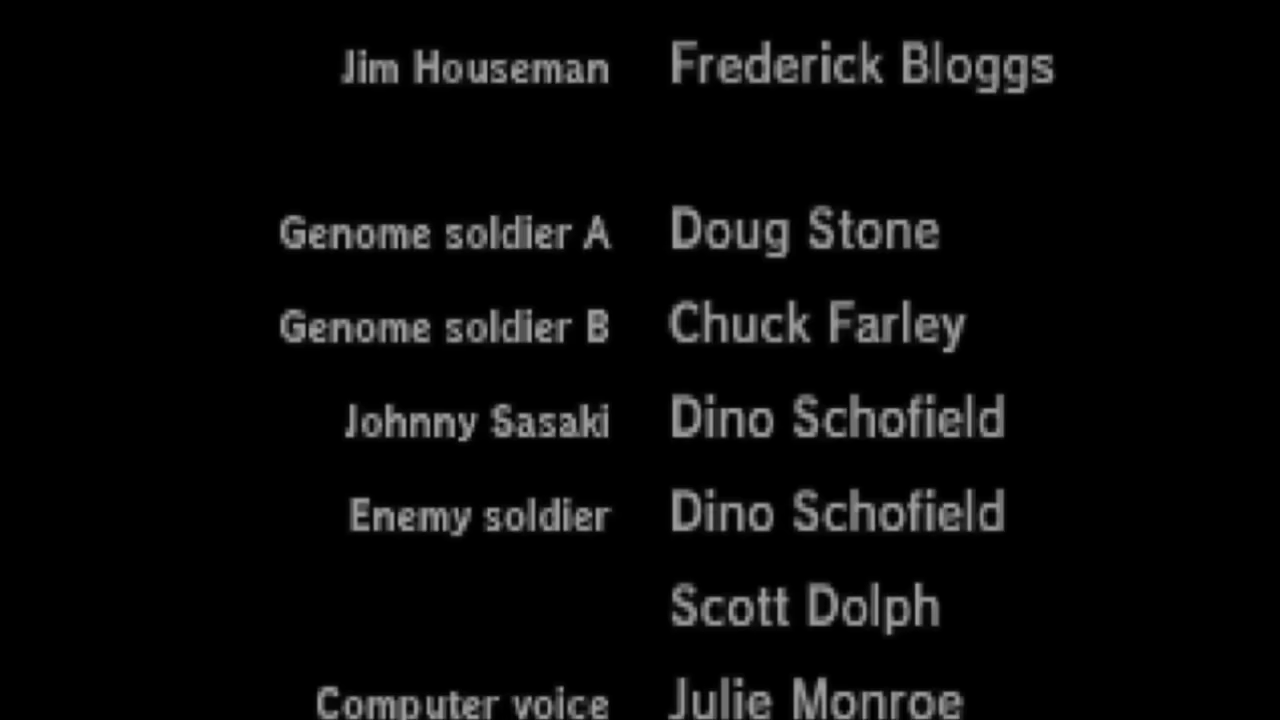 Jim Houseman Frederick Bloggs
Genome soldier A Doug Stone
Genome soldier B Chuck Farley
Johnny Sasaki Dino Schofield
Enemy soldier Dino Schofield
Scott Dolph
Computer voice Julie Monroe